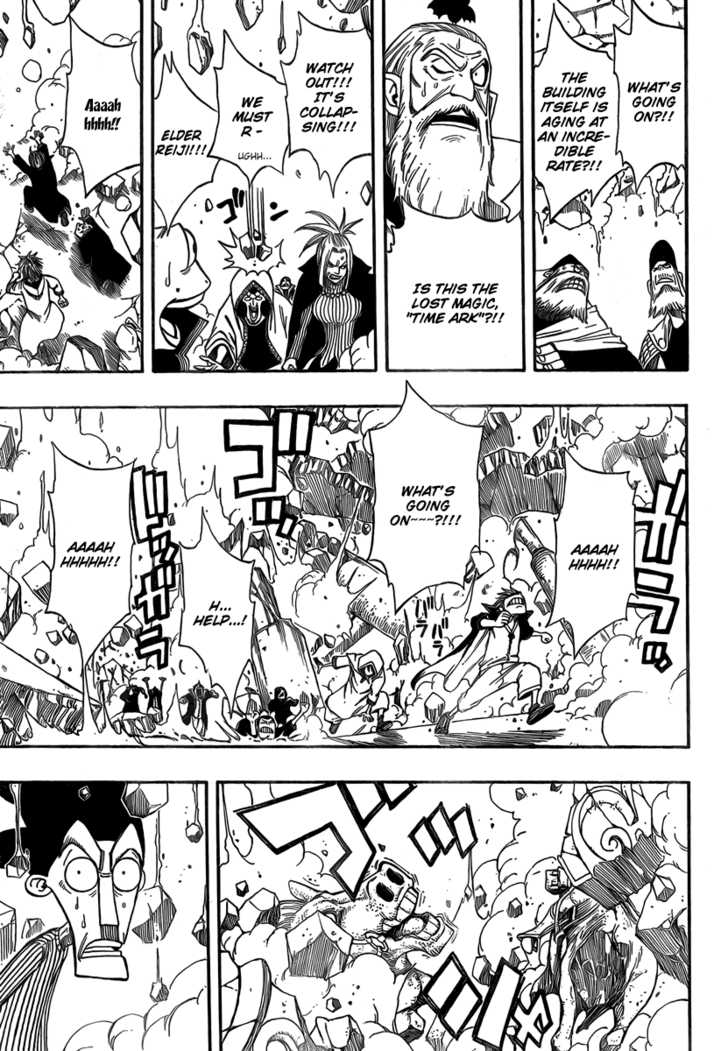 WHAT'S
GOING
ON?!!
THE
BUILDING
ITSELF IS
AGING AT
AN INCRE-
DIBLE
RATE?!!
IS THIS THE
LOST MAGIC,
"TIME ARK"?!!
WATCH
OUT!!!
IT'S
COLLAP-
SING!!!
WE
MUST
R -
UGHH...
ゴン
ELDER
REIJI!!!
Aaaah
hhhh!!
AAAAH
HHHH!!
WHAT'S
GOING
ON~~~?!!!
H...
HELP...!
AAAAH
HHHHH!!